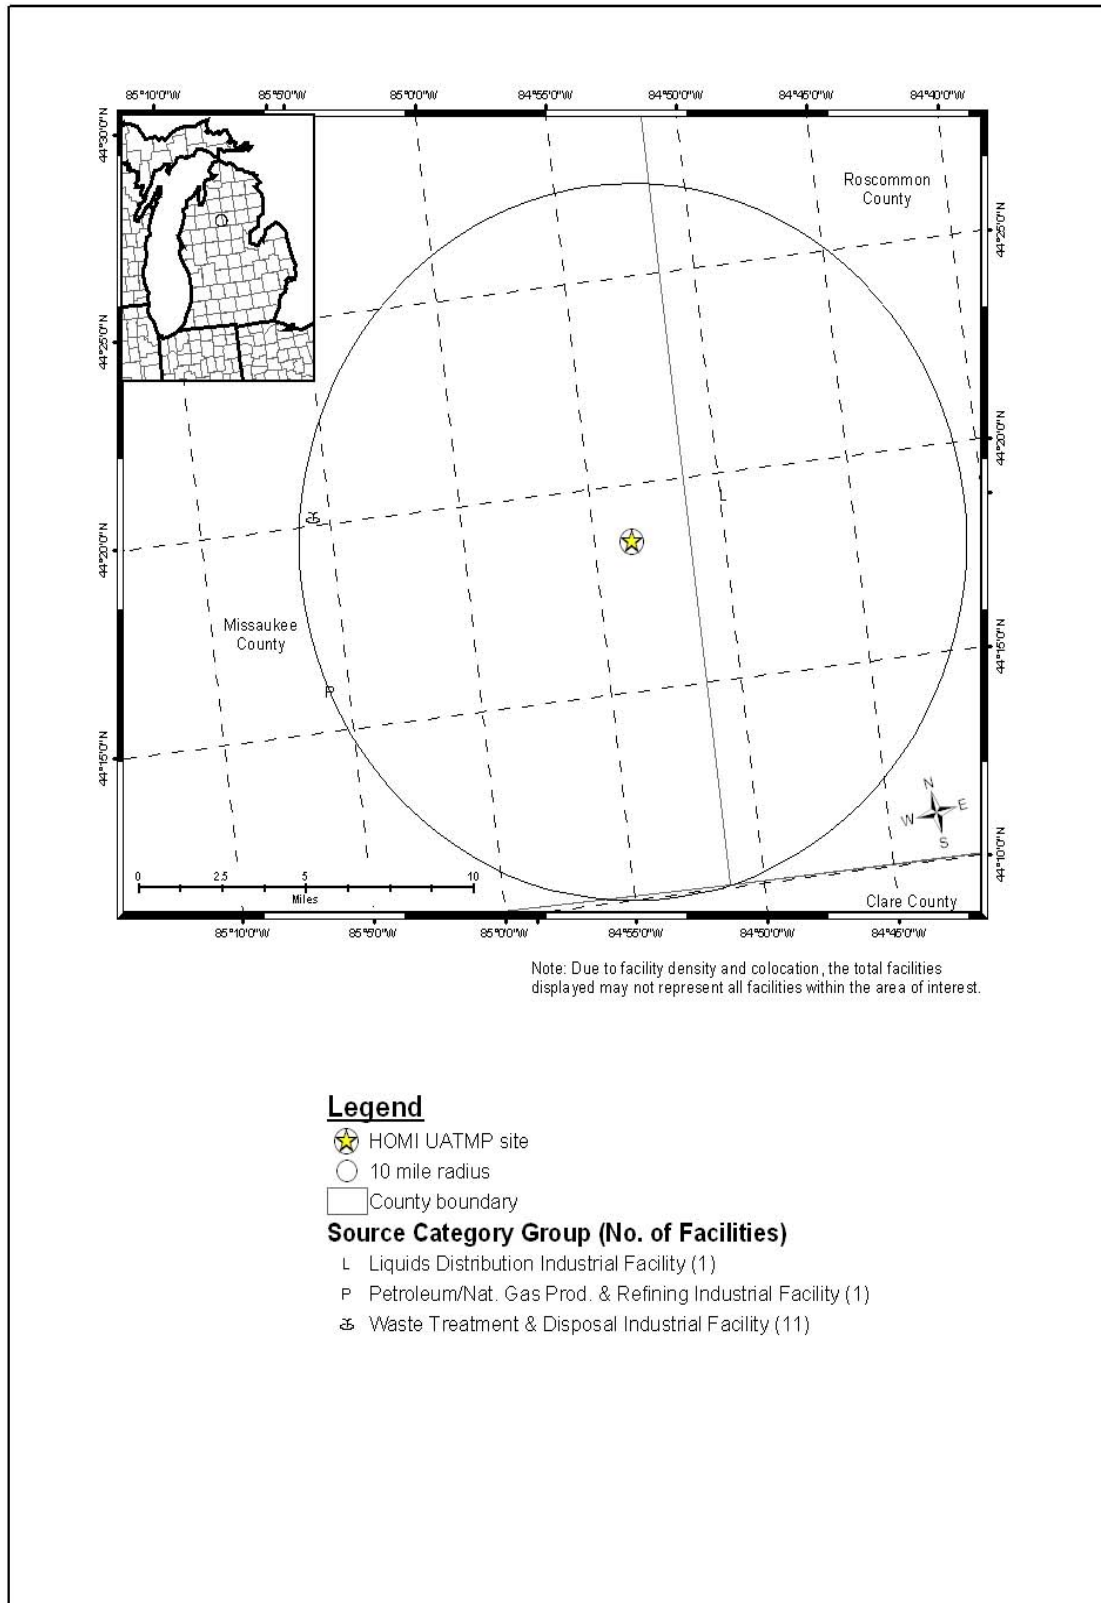 85°10'0"W 85°5'0"W 85°0'0"W 84°55'0"W 84°50'0"W 84°45'0"W 84°40'0"W
44°30'0"N
44°25'0"N
44°20'0"N
44°15'0"N
Roscommon
County
44°25'0"N
44°20'0"N
44°15'0"N
44°10'0"N
Missaukee
County
P
N
W E
S
0 2.5 5 10
Miles
Clare County
85°10'0"W 85°5'0"W 85°0'0"W 84°55'0"W 84°50'0"W 84°45'0"W
Note: Due to facility density and colocation, the total facilities
displayed may not represent all facilities within the area of interest.
Legend
HOMI UATMP site
10 mile radius
County boundary
Source Category Group (No. of Facilities)
L Liquids Distribution Industrial Facility (1)
P Petroleum/Nat. Gas Prod. & Refining Industrial Facility (1)
Waste Treatment & Disposal Industrial Facility (11)